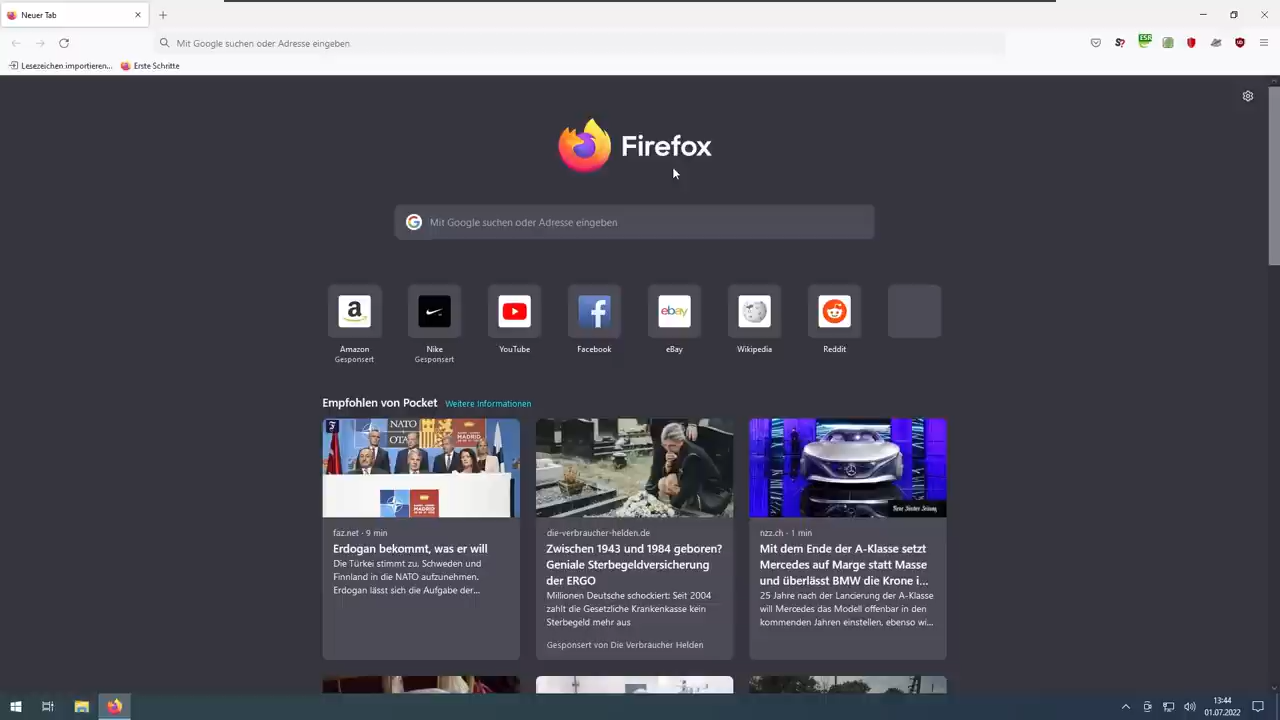 Neuer Tab
Mit Google suchen oder Adresse eingeben
Lesezeichen importieren...
Erste Schritte
Firefox
Mit Google suchen oder Adresse eingeben
Amazon
Gesponsert
Nike
Gesponsert
YouTube
Facebook
eBay
Wikipedia
Reddit
Empfohlen von Pocket
Weitere Informationen
NATO
OTAN
MADRID
faz.net · 9 min
Erdogan bekommt, was er will
Die Türkei stimmt zu, Schweden und
Finnland in die NATO aufzunehmen.
Erdogan lässt sich die Aufgabe der...
die-verbraucher-helden.de
Zwischen 1943 und 1984 geboren?
Geniale Sterbegeldversicherung
der ERGO
Millionen Deutsche schockiert: Seit 2004
zahlt die Gesetzliche Krankenkasse kein
Sterbegeld mehr aus
Gesponsert von Die Verbraucher Helden
Neue Zürcher Zeitung
nzz.ch · 1 min
Mit dem Ende der A-Klasse setzt
Mercedes auf Marge statt Masse
und überlässt BMW die Krone i...
25 Jahre nach der Lancierung der A-Klasse
will Mercedes das Modell offenbar in den
kommenden Jahren einstellen, ebenso wi...
13:44
01.07.2022